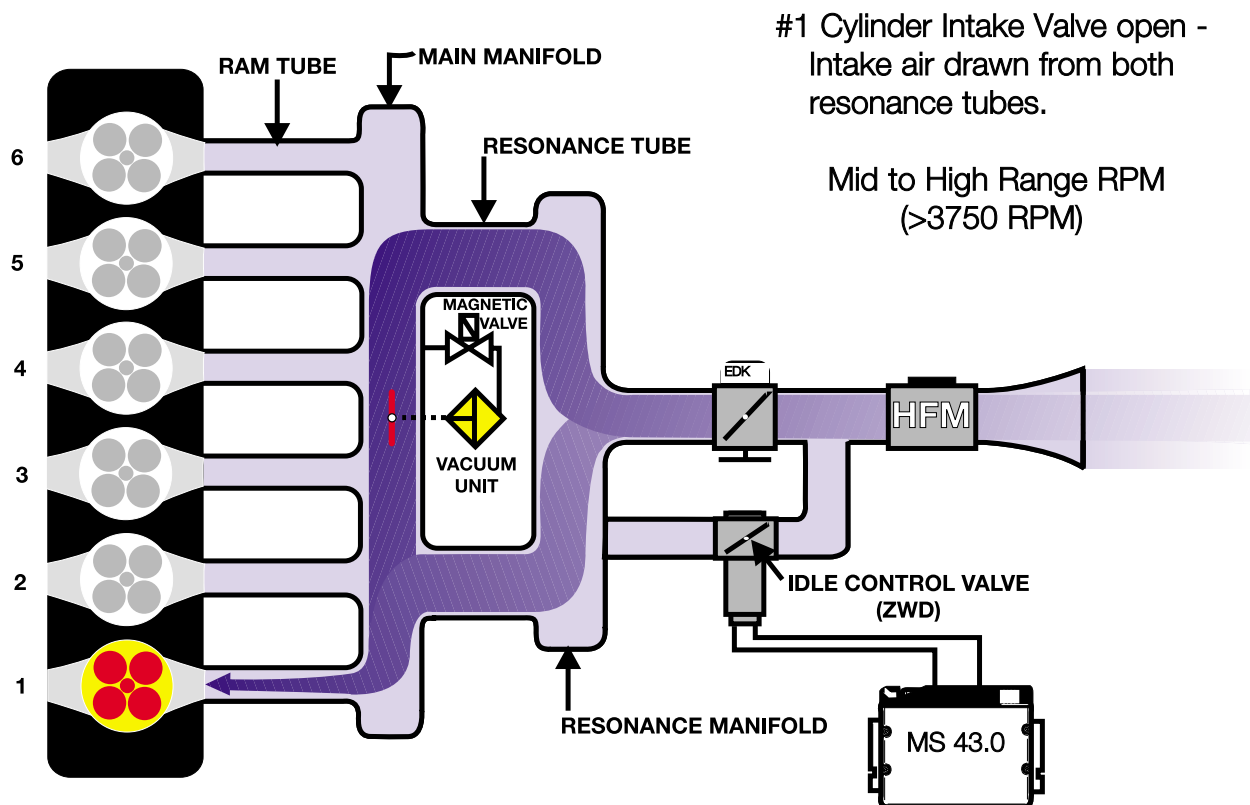 #1 Cylinder Intake Valve open -
Intake air drawn from both
resonance tubes.
Mid to High Range RPM
(>3750 RPM)
RAM TUBE
MAIN MANIFOLD
RESONANCE TUBE
6
5
4
3
2
1
MAGNETIC
VALVE
VACUUM
UNIT
EDK
HFM
IDLE CONTROL VALVE
(ZWD)
RESONANCE MANIFOLD
MS 43.0